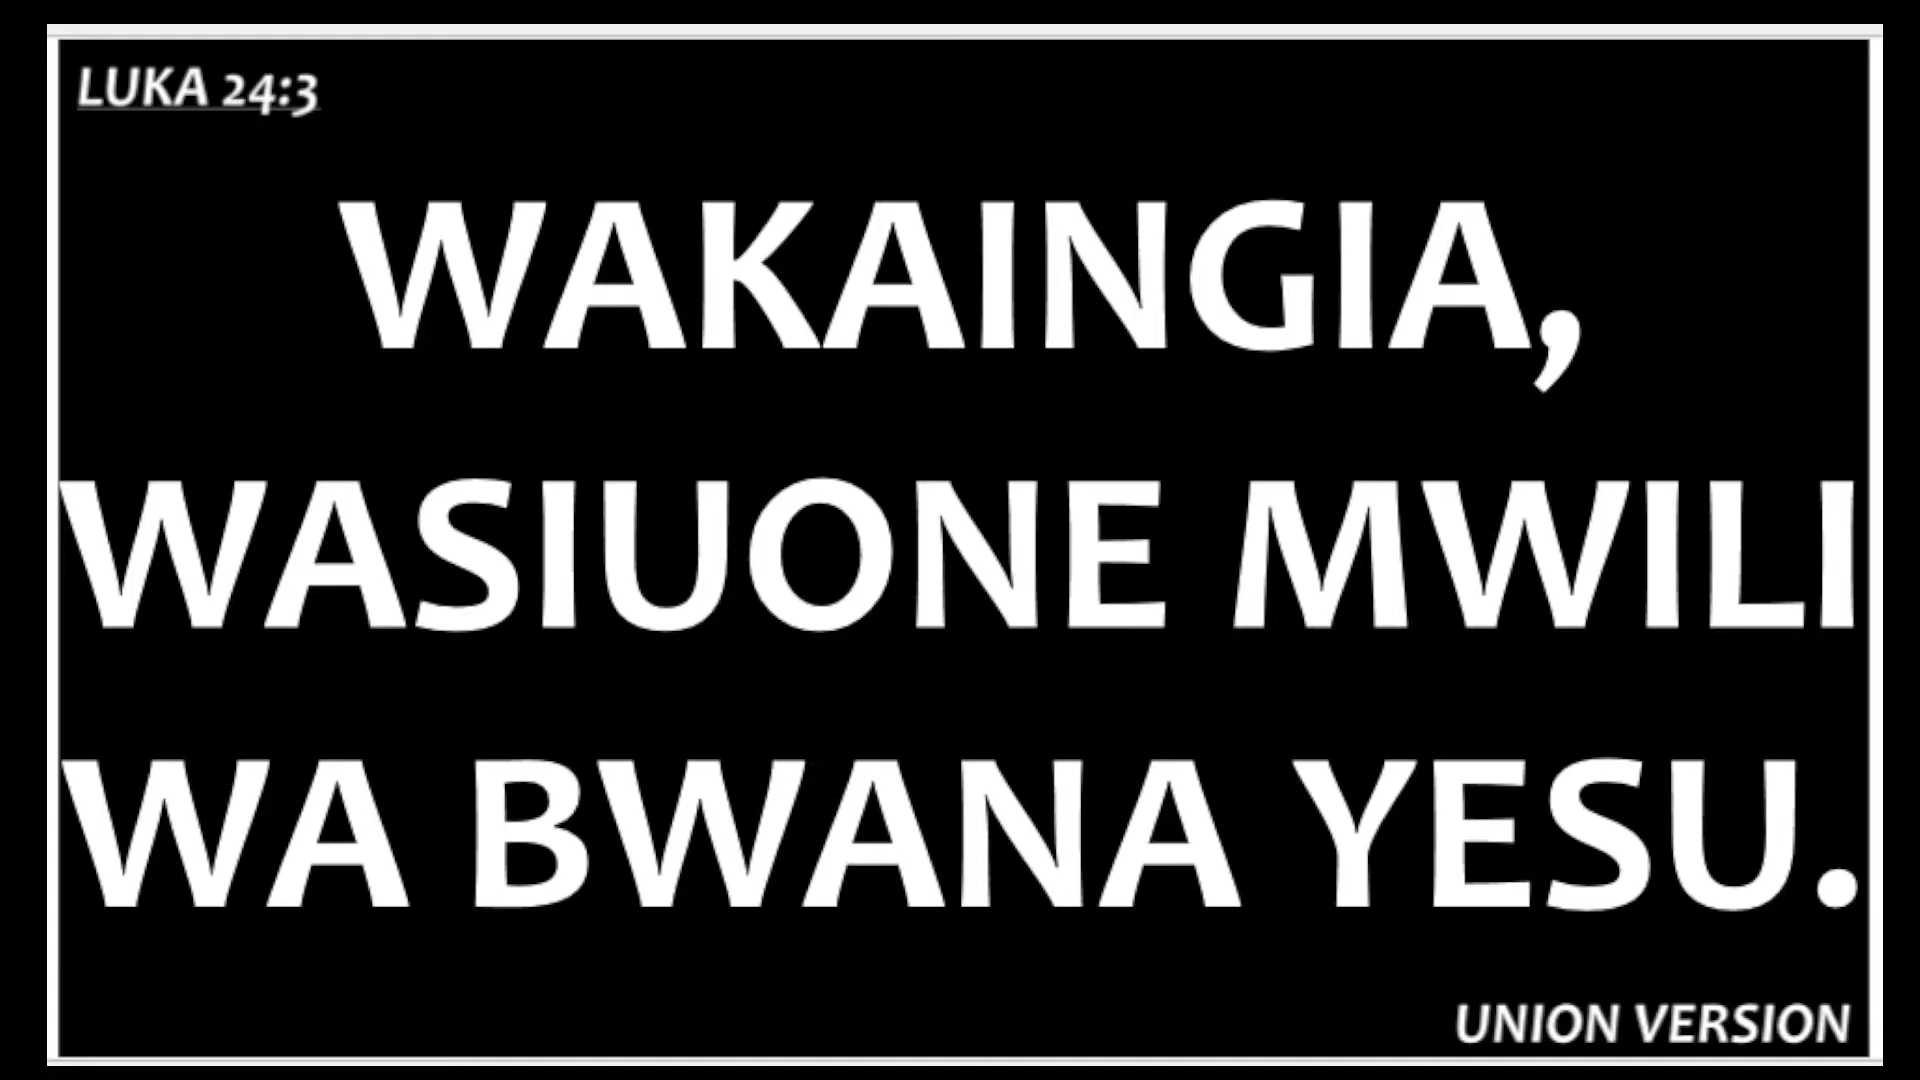 LUKA 24:3
WAKAINGIA,
WASIUONE MWILI
WA BWANA YESU.
UNION VERSION